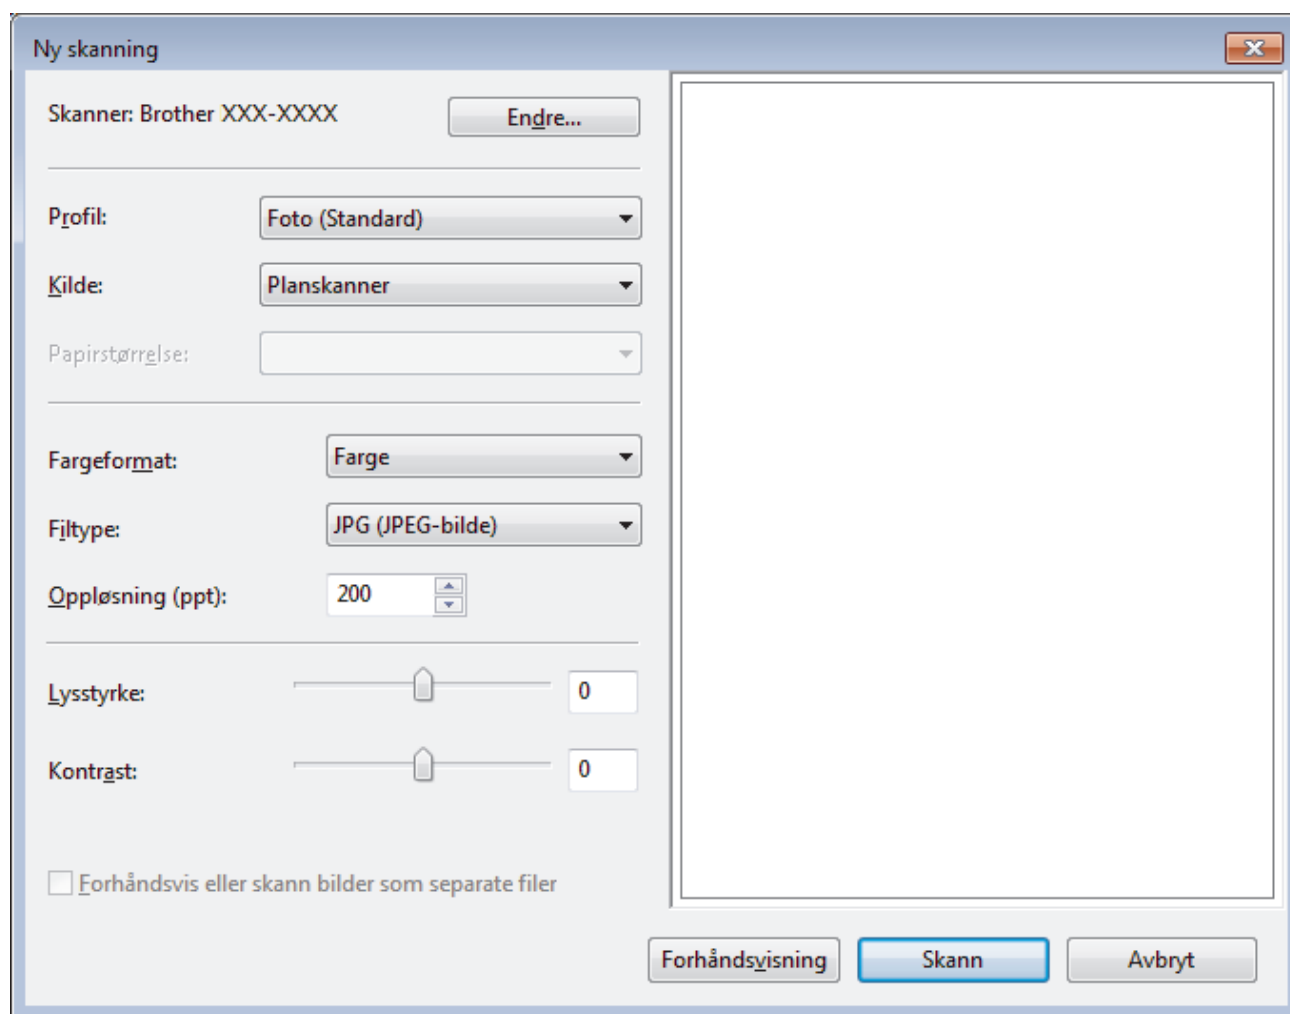 Ny skanning
Skanner: Brother XXX-XXXX
Endre...
Profil:
Foto (Standard)
Kilde:
Planskanner
Papirstørrelse:
Fargeformat:
Farge
Filtype:
JPG (JPEG-bilde)
Oppløsning (ppt):
200
Lysstyrke:
0
Kontrast:
0
Forhåndsvis eller skann bilder som separate filer
Forhåndsvisning
Skann
Avbryt